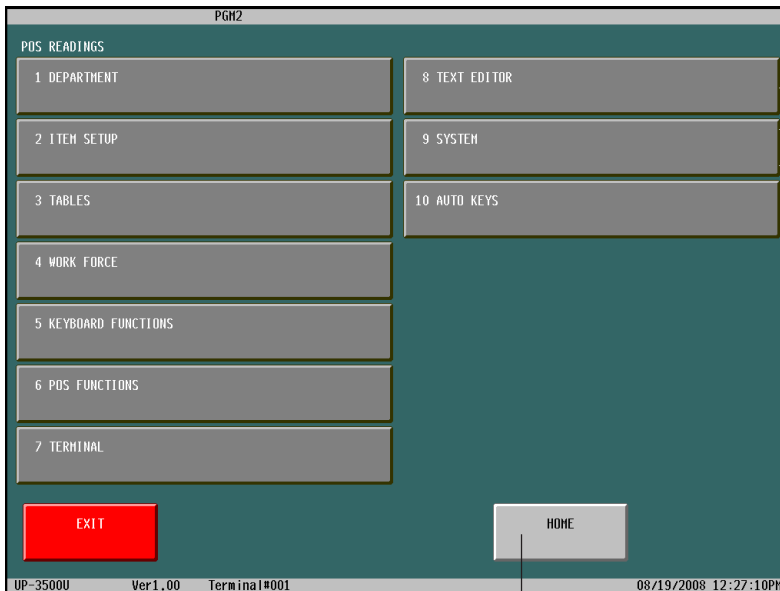 PGM2
POS READINGS
1 DEPARTMENT
2 ITEM SETUP
3 TABLES
4 WORK FORCE
5 KEYBOARD FUNCTIONS
6 POS FUNCTIONS
7 TERMINAL
8 TEXT EDITOR
9 SYSTEM
10 AUTO KEYS
EXIT
HOME
UP-3500U Ver1.00 Terminal#001 08/19/2008 12:27:10PM